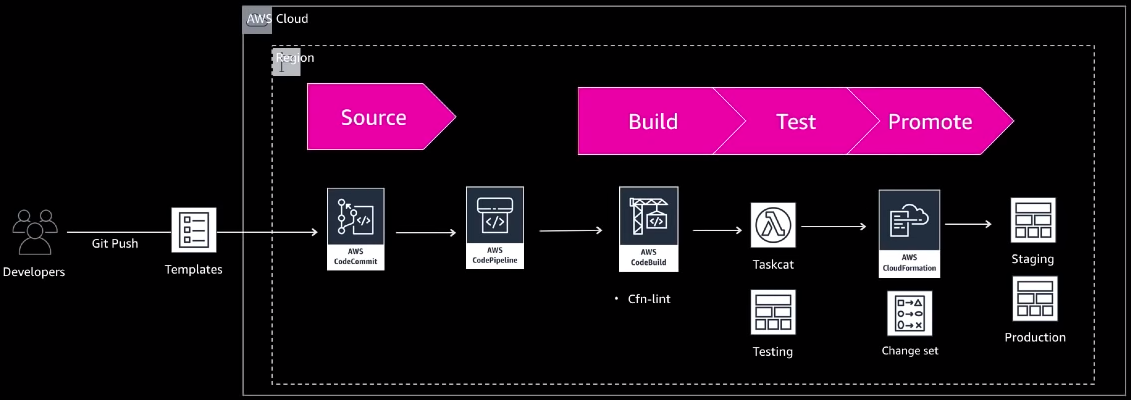 AWS Cloud
Region
Source
Build
Test
Promote
Git Push
Developers
Templates
AWS
CodeCommit
AWS
CodePipeline
AWS
CodeBuild
• Cfn-lint
Taskcat
Testing
AWS
CloudFormation
Change set
Staging
Production